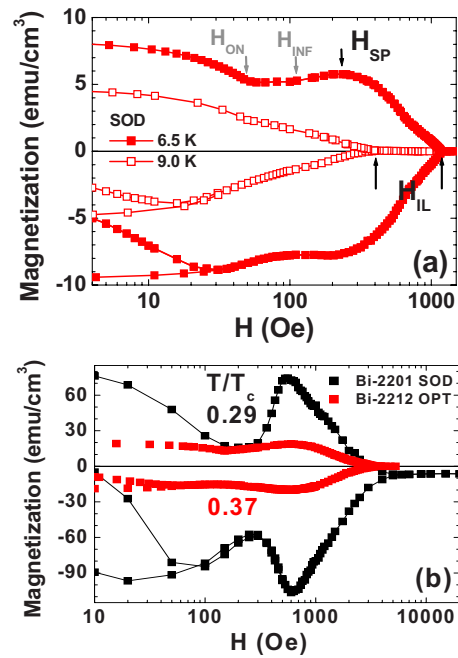 10
5
0
-5
-10
Magnetization (emu/cm³)
H_ON
H_INF
H_SP
SOD
6.5 K
9.0 K
H_IL
(a)
10
100
1000
H (Oe)
60
30
0
-30
-60
-90
Magnetization (emu/cm³)
T/T_c
0.29
Bi-2201 SOD
Bi-2212 OPT
0.37
(b)
10
100
1000
10000
H (Oe)